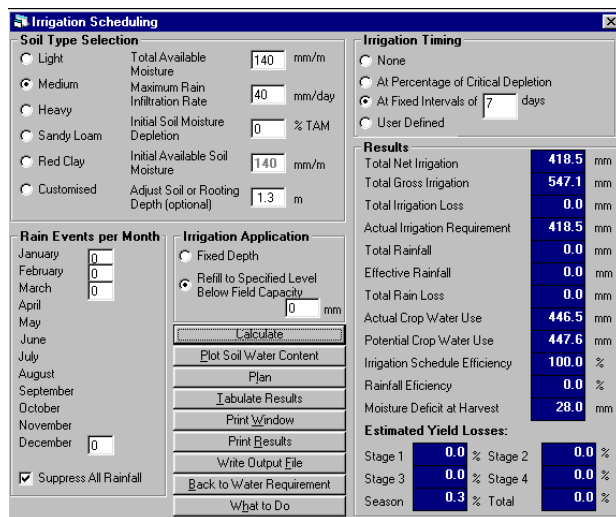 Irrigation Scheduling
Soil Type Selection
Light
Medium
Heavy
Sandy Loam
Red Clay
Customised
Total Available Moisture 140 mm/m
Maximum Rain Infiltration Rate 40 mm/day
Initial Soil Moisture Depletion 0 % TAM
Initial Available Soil Moisture 140 mm/m
Adjust Soil or Rooting Depth (optional) 1.3 m
Irrigation Timing
None
At Percentage of Critical Depletion
At Fixed Intervals of 7 days
User Defined
Rain Events per Month
January 0
February 0
March 0
April
May
June
July
August
September
October
November
December 0
Suppress All Rainfall
Irrigation Application
Fixed Depth
Refill to Specified Level
Below Field Capacity
0 mm
Calculate
Plot Soil Water Content
Plan
Tabulate Results
Print Window
Print Results
Write Output File
Back to Water Requirement
What to Do
Results
Total Net Irrigation 418.5 mm
Total Gross Irrigation 547.1 mm
Total Irrigation Loss 0.0 mm
Actual Irrigation Requirement 418.5 mm
Total Rainfall 0.0 mm
Effective Rainfall 0.0 mm
Total Rain Loss 0.0 mm
Actual Crop Water Use 446.5 mm
Potential Crop Water Use 447.6 mm
Irrigation Schedule Efficiency 100.0 %
Rainfall Eficiency 0.0 %
Moisture Deficit at Harvest 28.0 mm
Estimated Yield Losses:
Stage 1 0.0 % Stage 2 0.0 %
Stage 3 0.0 % Stage 4 0.0 %
Season 0.3 % Total 0.0 %